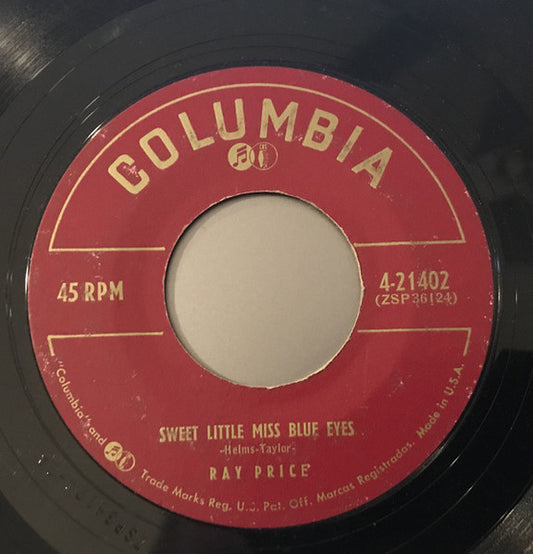 COLUMBIA
45 RPM
4-21402
(ZSP36124)
SWEET LITTLE MISS BLUE EYES
-Helms-Taylor-
RAY PRICE
"Columbia" and Trade Marks Reg. U.S. Pat. Off. Marcas Registradas. Made in U.S.A.